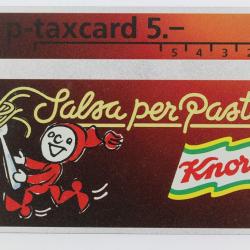 p-taxcard 5.–
5 4 3 2
Salsa per Past
Knor